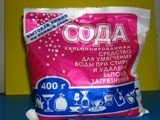 СОДА
КАЛЬЦИНИРОВАННАЯ
СРЕДСТВО
ДЛЯ УМЯГЧЕНИЯ
ВОДЫ ПРИ СТИРКЕ
И УДАЛЕНИЯ
БЫТОВЫХ
ЗАГРЯЗНЕНИЙ
400 г